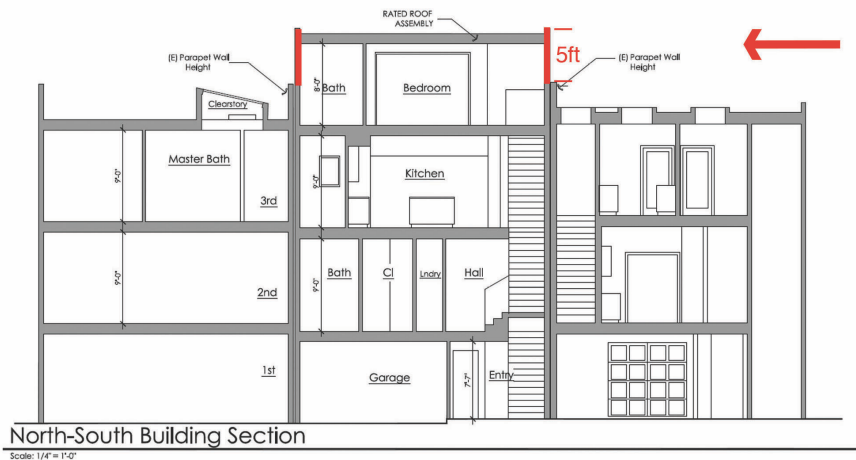 RATED ROOF
ASSEMBLY
5ft
(E) Parapet Wall
Height
(E) Parapet Wall
Height
Bath
Bedroom
8'-0"
Clearstory
Master Bath
Kitchen
9'-0"
9'-0"
3rd
Bath
Cl
Lndry
Hall
9'-0"
9'-0"
2nd
1st
Garage
7'-7"
Entry
North-South Building Section
Scale: 1/4" = 1'-0"